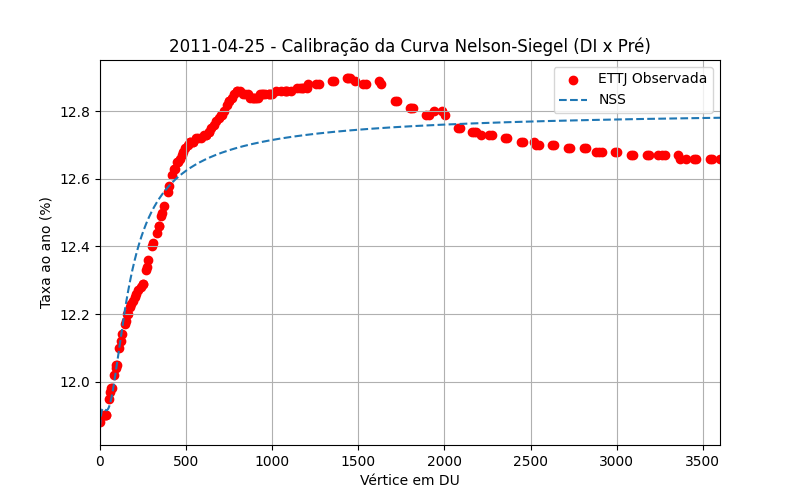 2011-04-25 - Calibração da Curva Nelson-Siegel (DI x Pré)
ETTJ Observada
NSS
Taxa ao ano (%)
12.8
12.6
12.4
12.2
12.0
0 500 1000 1500 2000 2500 3000 3500
Vértice em DU